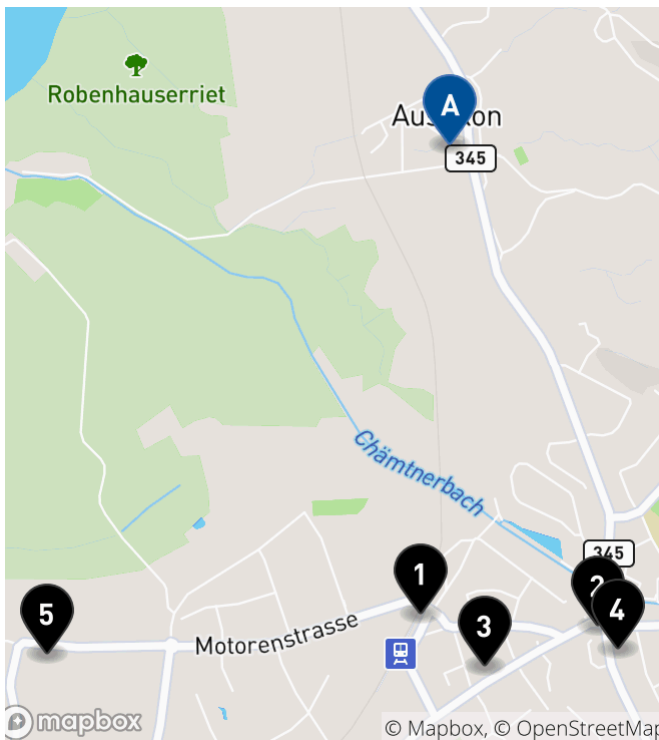 Robenhauserriet
A
345
Chämtnerbach
345
1
2
3
4
5
Motorenstrasse
mapbox
© Mapbox, © OpenStreetMap